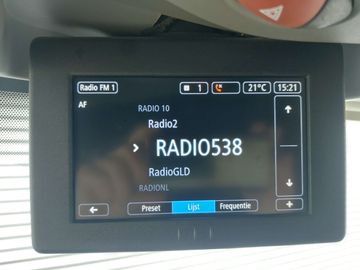 Radio FM 1 1 21°C 15:21
AF
RADIO 10
Radio2
RADIO538
RadioGLD
RADIONL
Preset Lijst Frequentie